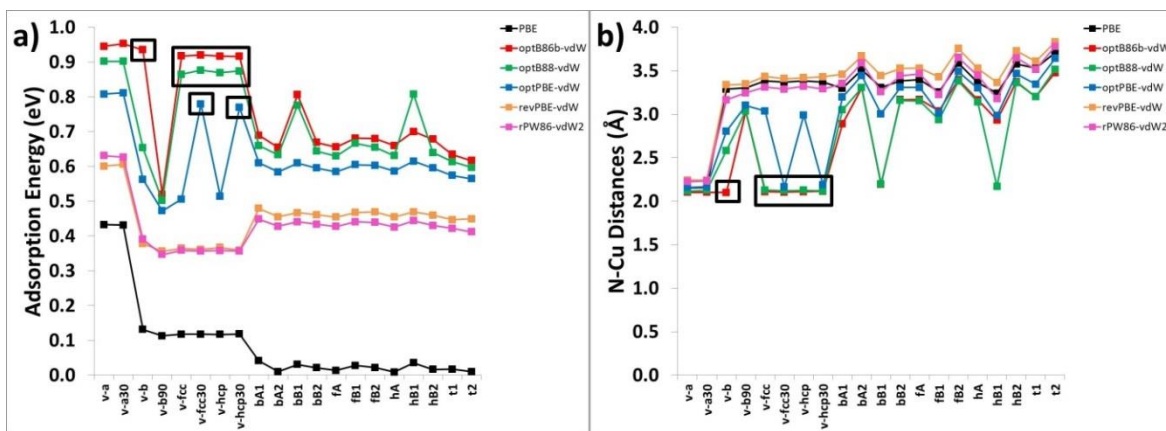 a)
Adsorption Energy (eV)
1.0
0.9
0.8
0.7
0.6
0.5
0.4
0.3
0.2
0.1
0.0
v-a
v-a30
v-b
v-b90
v-fcc
v-fcc30
v-hcp
v-hcp30
bA1
bA2
bB1
bB2
fA
fB1
fB2
hA
hB1
hB2
t1
t2
PBE
optB86b-vdW
optB88-vdW
optPBE-vdW
revPBE-vdW
rPW86-vdW2
b)
N-Cu Distances (Å)
4.0
3.5
3.0
2.5
2.0
1.5
1.0
0.5
0.0
v-a
v-a30
v-b
v-b90
v-fcc
v-fcc30
v-hcp
v-hcp30
bA1
bA2
bB1
bB2
fA
fB1
fB2
hA
hB1
hB2
t1
t2
PBE
optB86b-vdW
optB88-vdW
optPBE-vdW
revPBE-vdW
rPW86-vdW2